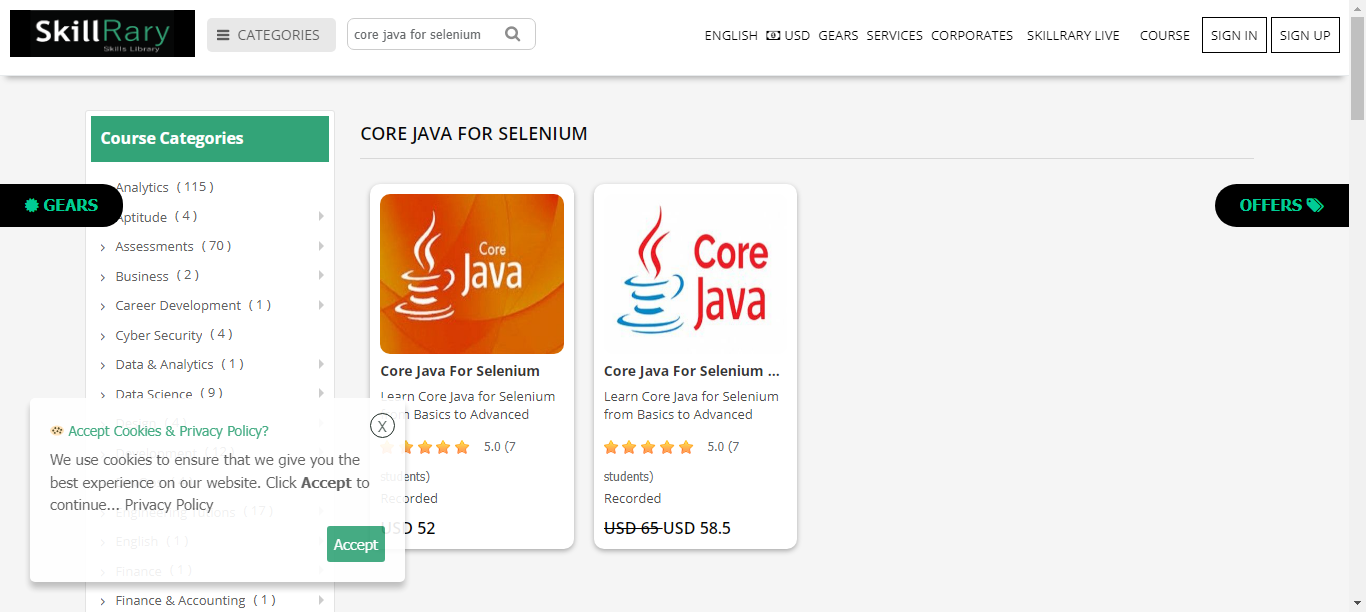 SkillRary
Skills Library
CATEGORIES
core java for selenium
ENGLISH USD GEARS SERVICES CORPORATES SKILLRARY LIVE COURSE SIGN IN SIGN UP
Course Categories
Analytics ( 115 )
Aptitude ( 4 )
Assessments ( 70 )
Business ( 2 )
Career Development ( 1 )
Cyber Security ( 4 )
Data & Analytics ( 1 )
Data Science ( 9 )
Engineering Tutions ( 17 )
English ( 1 )
Finance ( 1 )
Finance & Accounting ( 1 )
GEARS
OFFERS
Accept Cookies & Privacy Policy?
X
We use cookies to ensure that we give you the
best experience on our website. Click Accept to
continue... Privacy Policy
Accept
CORE JAVA FOR SELENIUM
Core
Java
Core Java For Selenium
Learn Core Java for Selenium
from Basics to Advanced
5.0 (7
students)
Recorded
USD 52
Core
Java
Core Java For Selenium ...
Learn Core Java for Selenium
from Basics to Advanced
5.0 (7
students)
Recorded
USD 65 USD 58.5